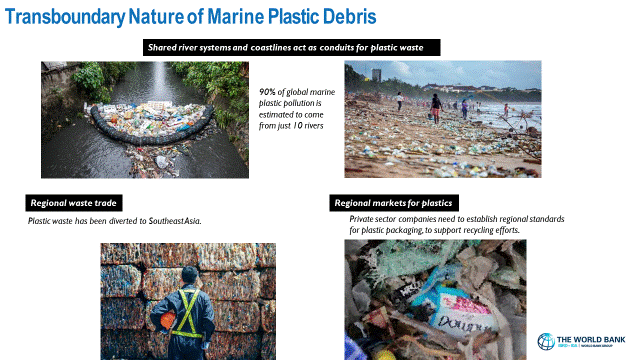 Transboundary Nature of Marine Plastic Debris
Shared river systems and coastlines act as conduits for plastic waste
90% of global marine
plastic pollution is
estimated to come
from just 10 rivers
Regional waste trade
Plastic waste has been diverted to Southeast Asia.
Regional markets for plastics
Private sector companies need to establish regional standards
for plastic packaging, to support recycling efforts.
Downy
THE WORLD BANK
WORLD BANK GROUP